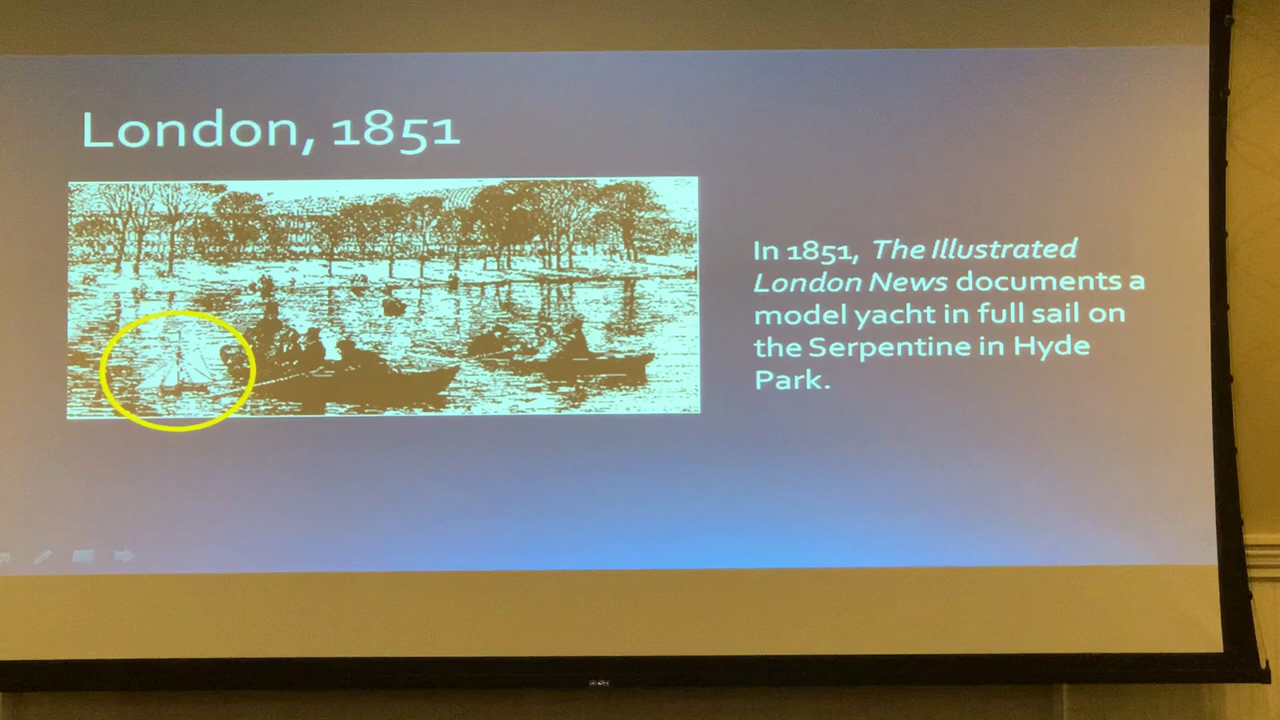 London, 1851
In 1851, The Illustrated
London News documents a
model yacht in full sail on
the Serpentine in Hyde
Park.